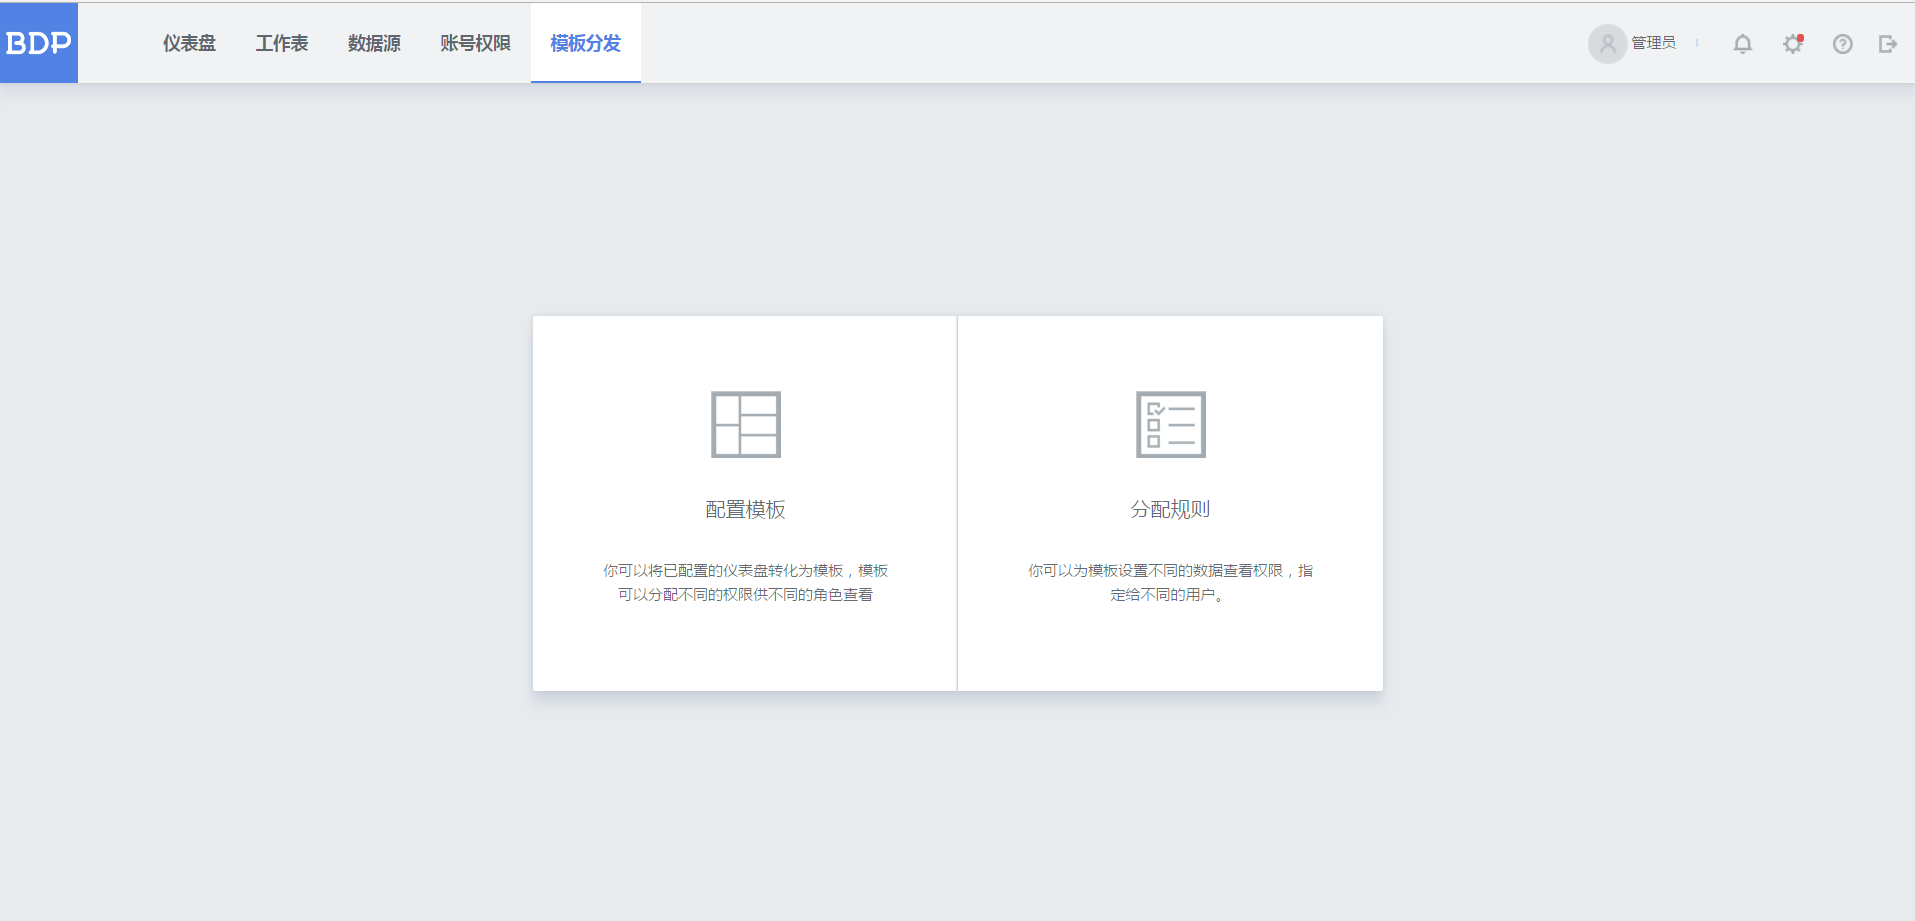 BDP
仪表盘
工作表
数据源
账号权限
模板分发
管理员
配置模板
你可以将已配置的仪表盘转化为模板，模板
可以分配不同的权限供不同的角色查看
分配规则
你可以为模板设置不同的数据查看权限，指
定给不同的用户。